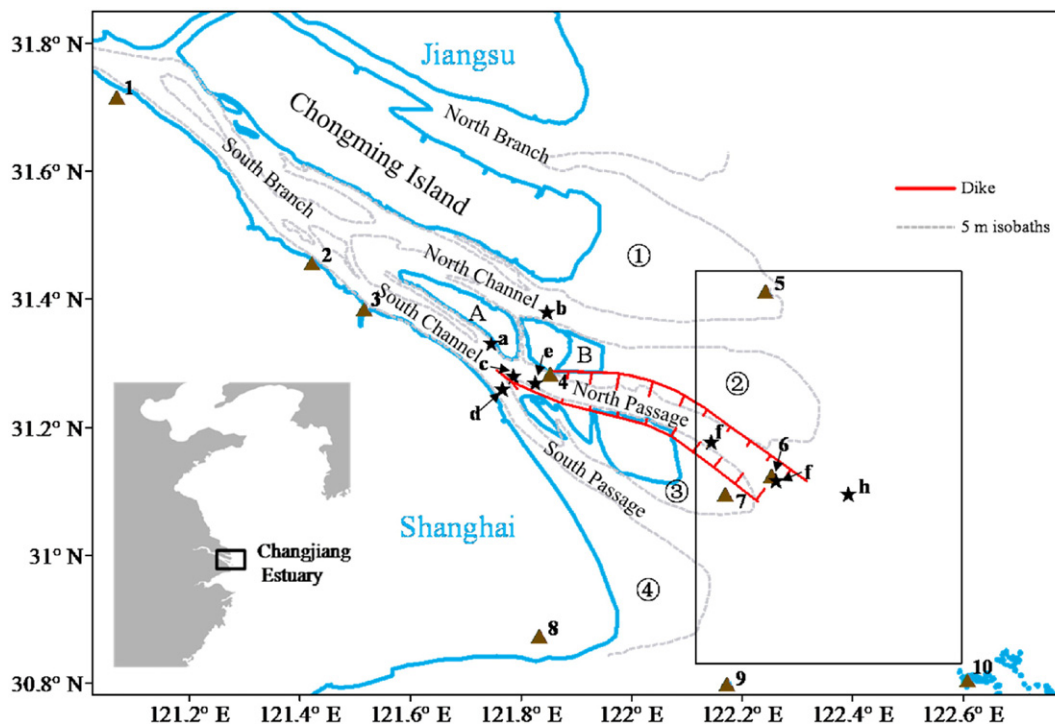 31.8° N
31.6° N
31.4° N
31.2° N
31° N
30.8° N
121.2° E
121.4° E
121.6° E
121.8° E
122° E
122.2° E
122.4° E
122.6° E
Jiangsu
Chongming Island
North Branch
South Branch
North Channel
South Channel
North Passage
South Passage
Shanghai
Dike
5 m isobaths
Changjiang
Estuary
1
2
3
4
5
6
7
8
9
10
A
B
a
b
c
d
e
f
f
h
①
②
③
④